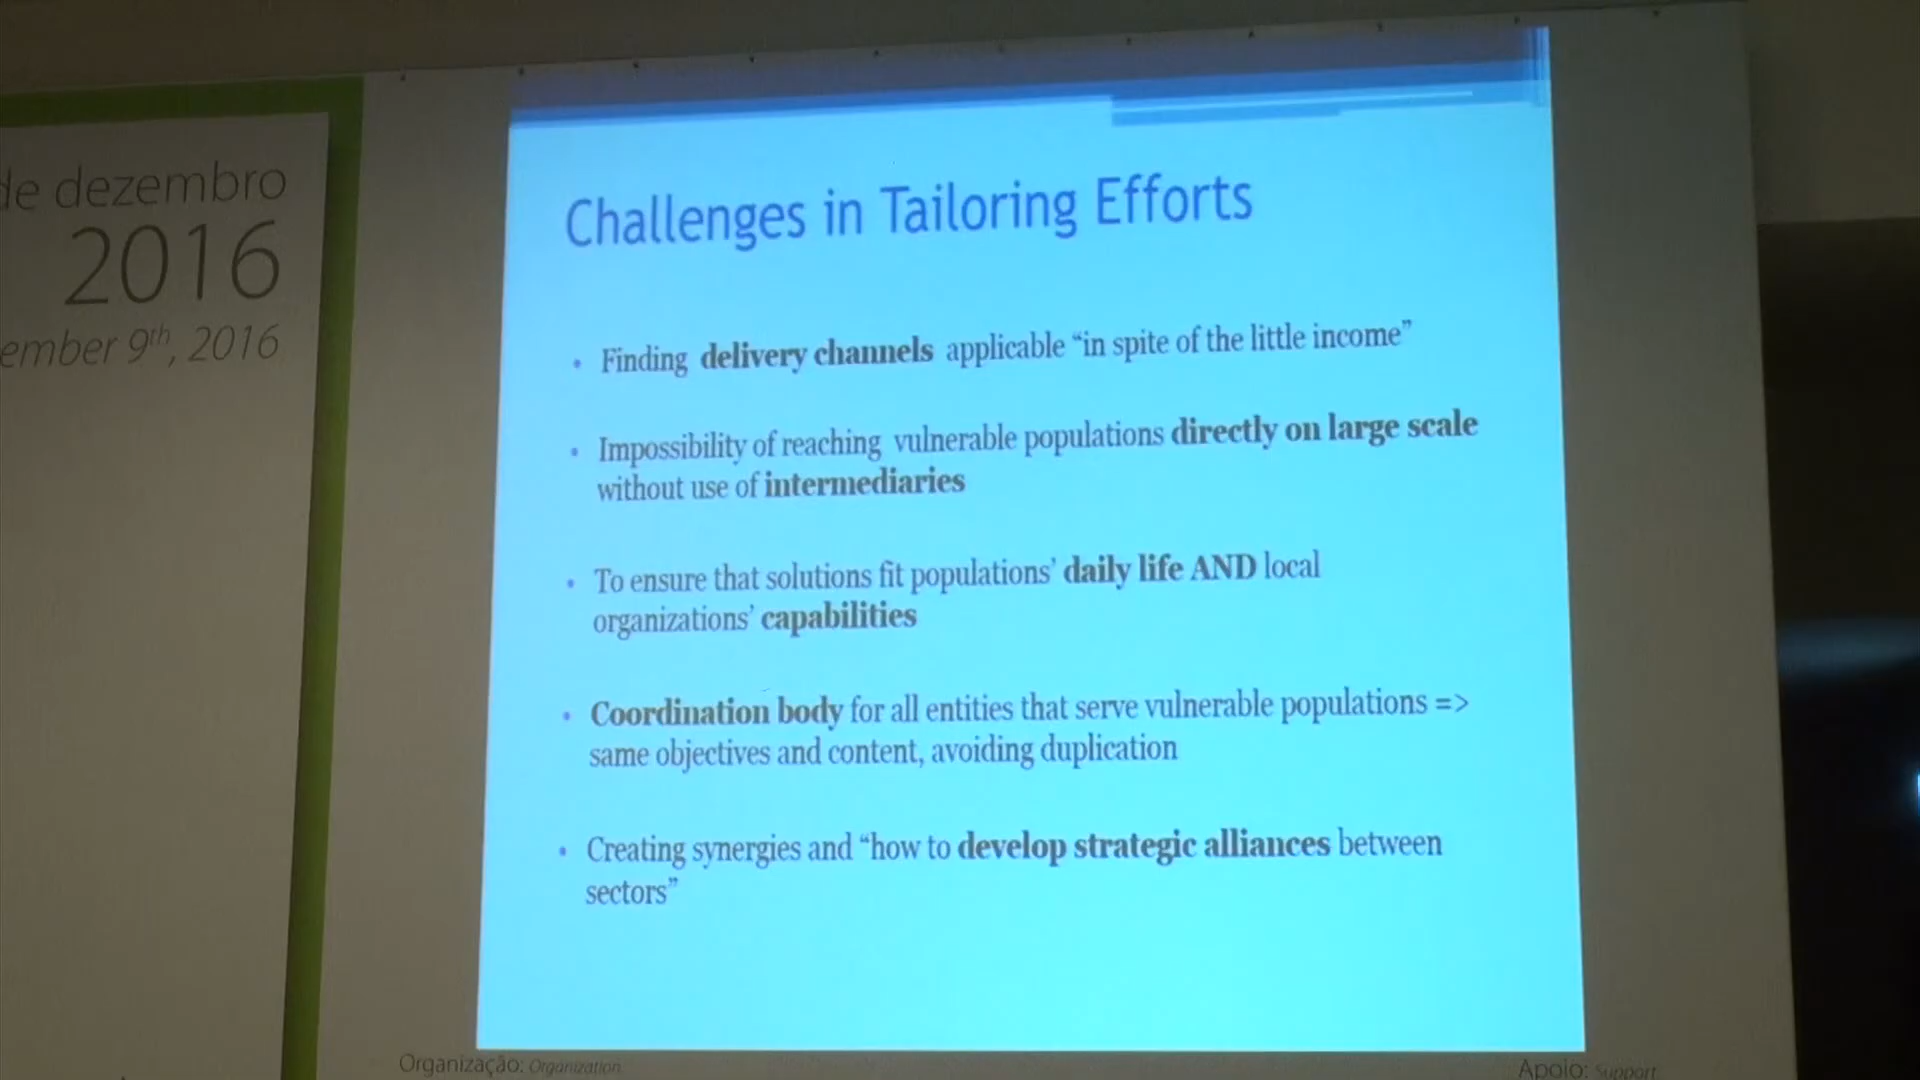 de dezembro
2016
ember 9th, 2016
Challenges in Tailoring Efforts
• Finding delivery channels applicable “in spite of the little income”
• Impossibility of reaching vulnerable populations directly on large scale
without use of intermediaries
• To ensure that solutions fit populations’ daily life AND local
organizations’ capabilities
• Coordination body for all entities that serve vulnerable populations =>
same objectives and content, avoiding duplication
• Creating synergies and “how to develop strategic alliances between
sectors”
Organização: Organization
Apoio: Support